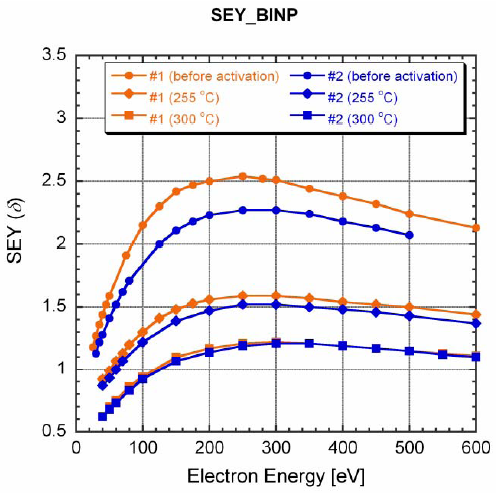 SEY_BINP
3.5
3
2.5
2
1.5
1
0.5
SEY (δ)
#1 (before activation)
#1 (255 °C)
#1 (300 °C)
#2 (before activation)
#2 (255 °C)
#2 (300 °C)
0 100 200 300 400 500 600
Electron Energy [eV]